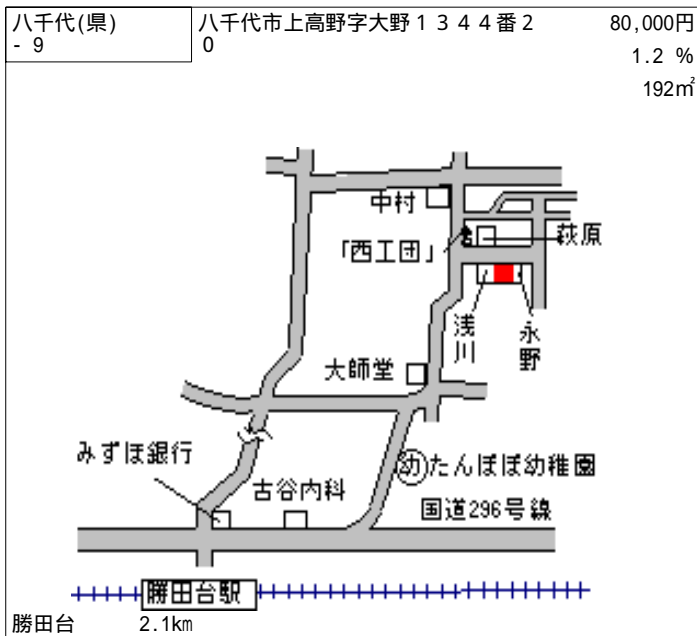 八千代(県)
- 9
八千代市上高野字大野１３４４番２
0
80,000円
1.2 %
192㎡
中村
「西工団」
萩原
浅川
永野
大師堂
みずほ銀行
古谷内科
幼たんぽぽ幼稚園
国道296号線
勝田台駅
勝田台 2.1km